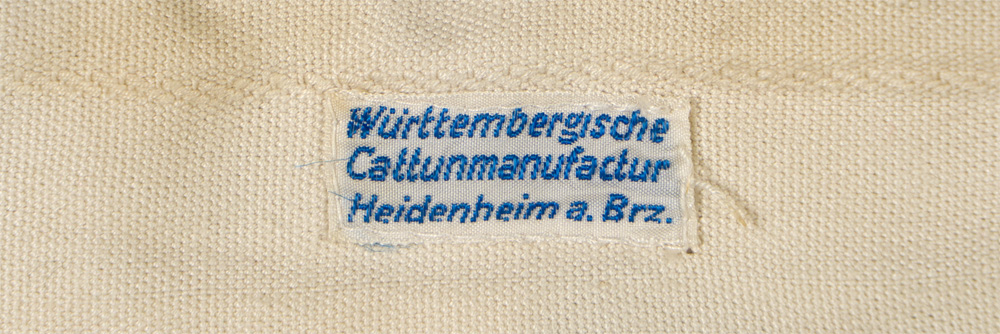 Württembergische
Cattunmanufactur
Heidenheim a. Brz.